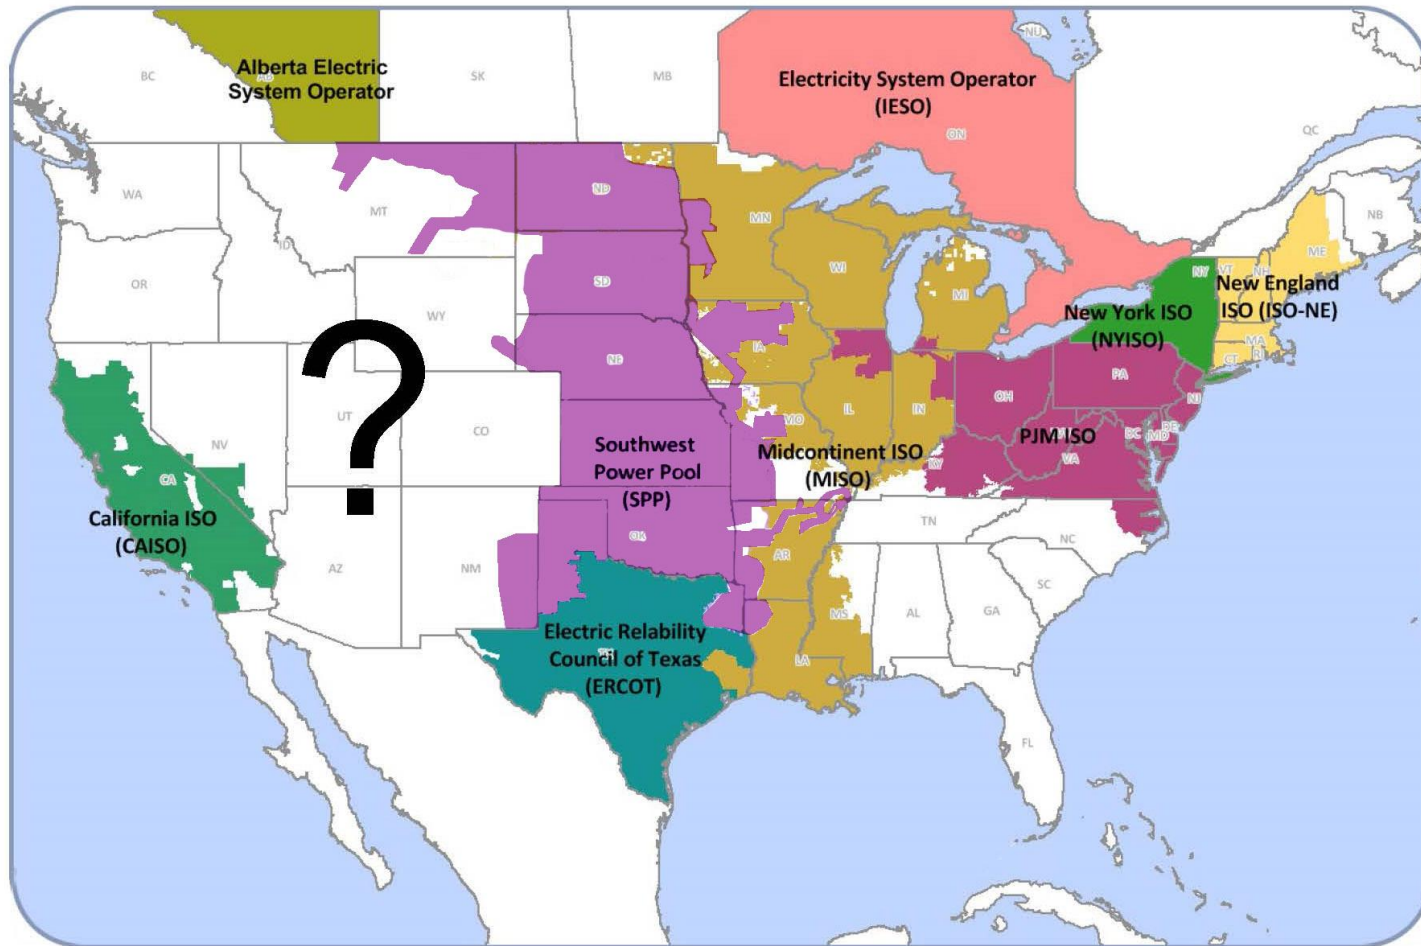 NU
Alberta Electric
System Operator
BC
SK
MB
Electricity System Operator
(IESO)
ON
QC
WA
MT
ND
MN
NB
ID
OR
SD
WI
MI
NY
VT
NH
ME
New England
ISO (ISO-NE)
New York ISO
(NYISO)
WY
?
NE
IA
MA
CT
RI
PA
OH
NJ
UT
NV
CO
IL
IN
MO
CA
California ISO
(CAISO)
Southwest
Power Pool
(SPP)
Midcontinent ISO
(MISO)
PJM ISO
DC
DE
MD
VA
KY
AZ
NM
OK
AR
TN
NC
SC
MS
AL
GA
Electric Relability
Council of Texas
(ERCOT)
LA
FL